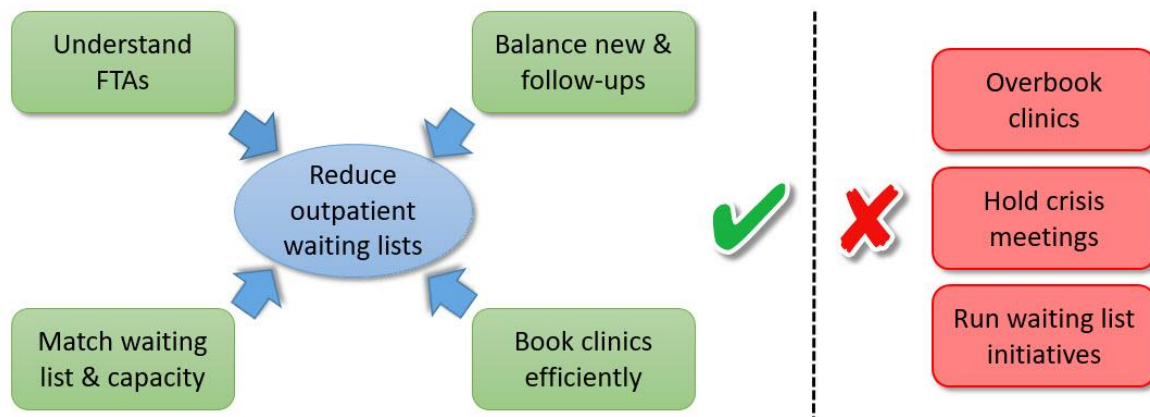 Understand
FTAs
Balance new &
follow-ups
Reduce
outpatient
waiting lists
Match waiting
list & capacity
Book clinics
efficiently
Overbook
clinics
Hold crisis
meetings
Run waiting list
initiatives